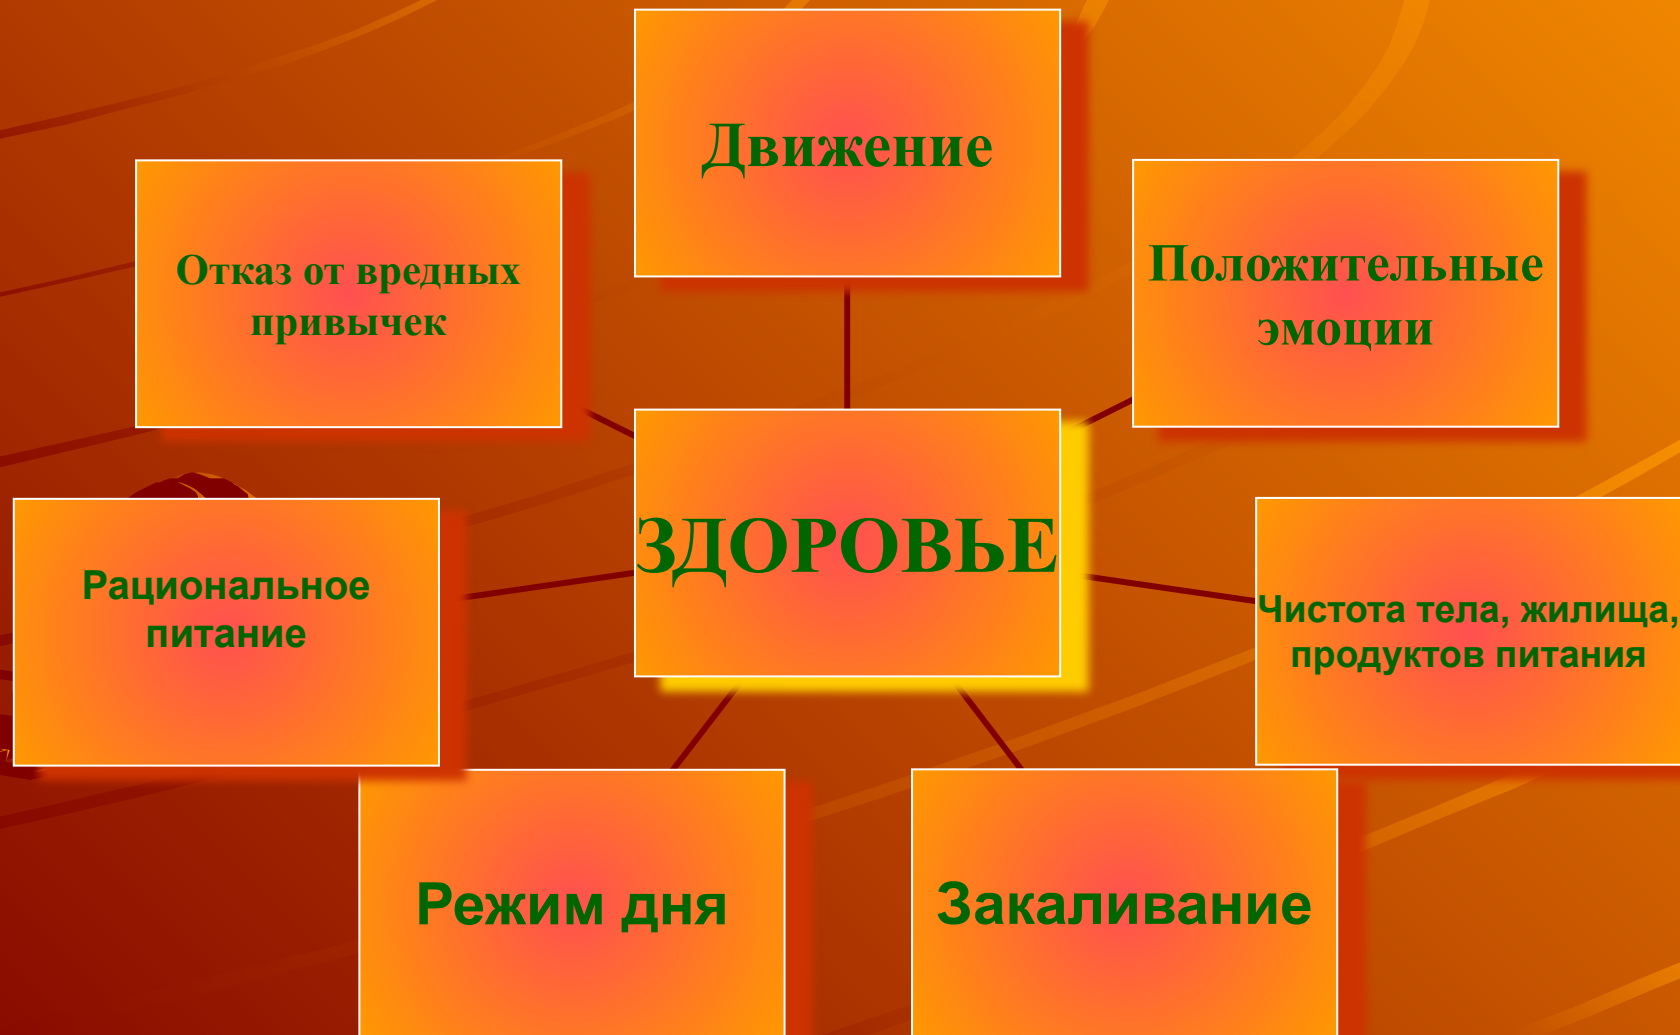 Движение
Отказ от вредных
привычек
Положительные
эмоции
ЗДОРОВЬЕ
Рациональное
питание
Чистота тела, жилища,
продуктов питания
Режим дня
Закаливание